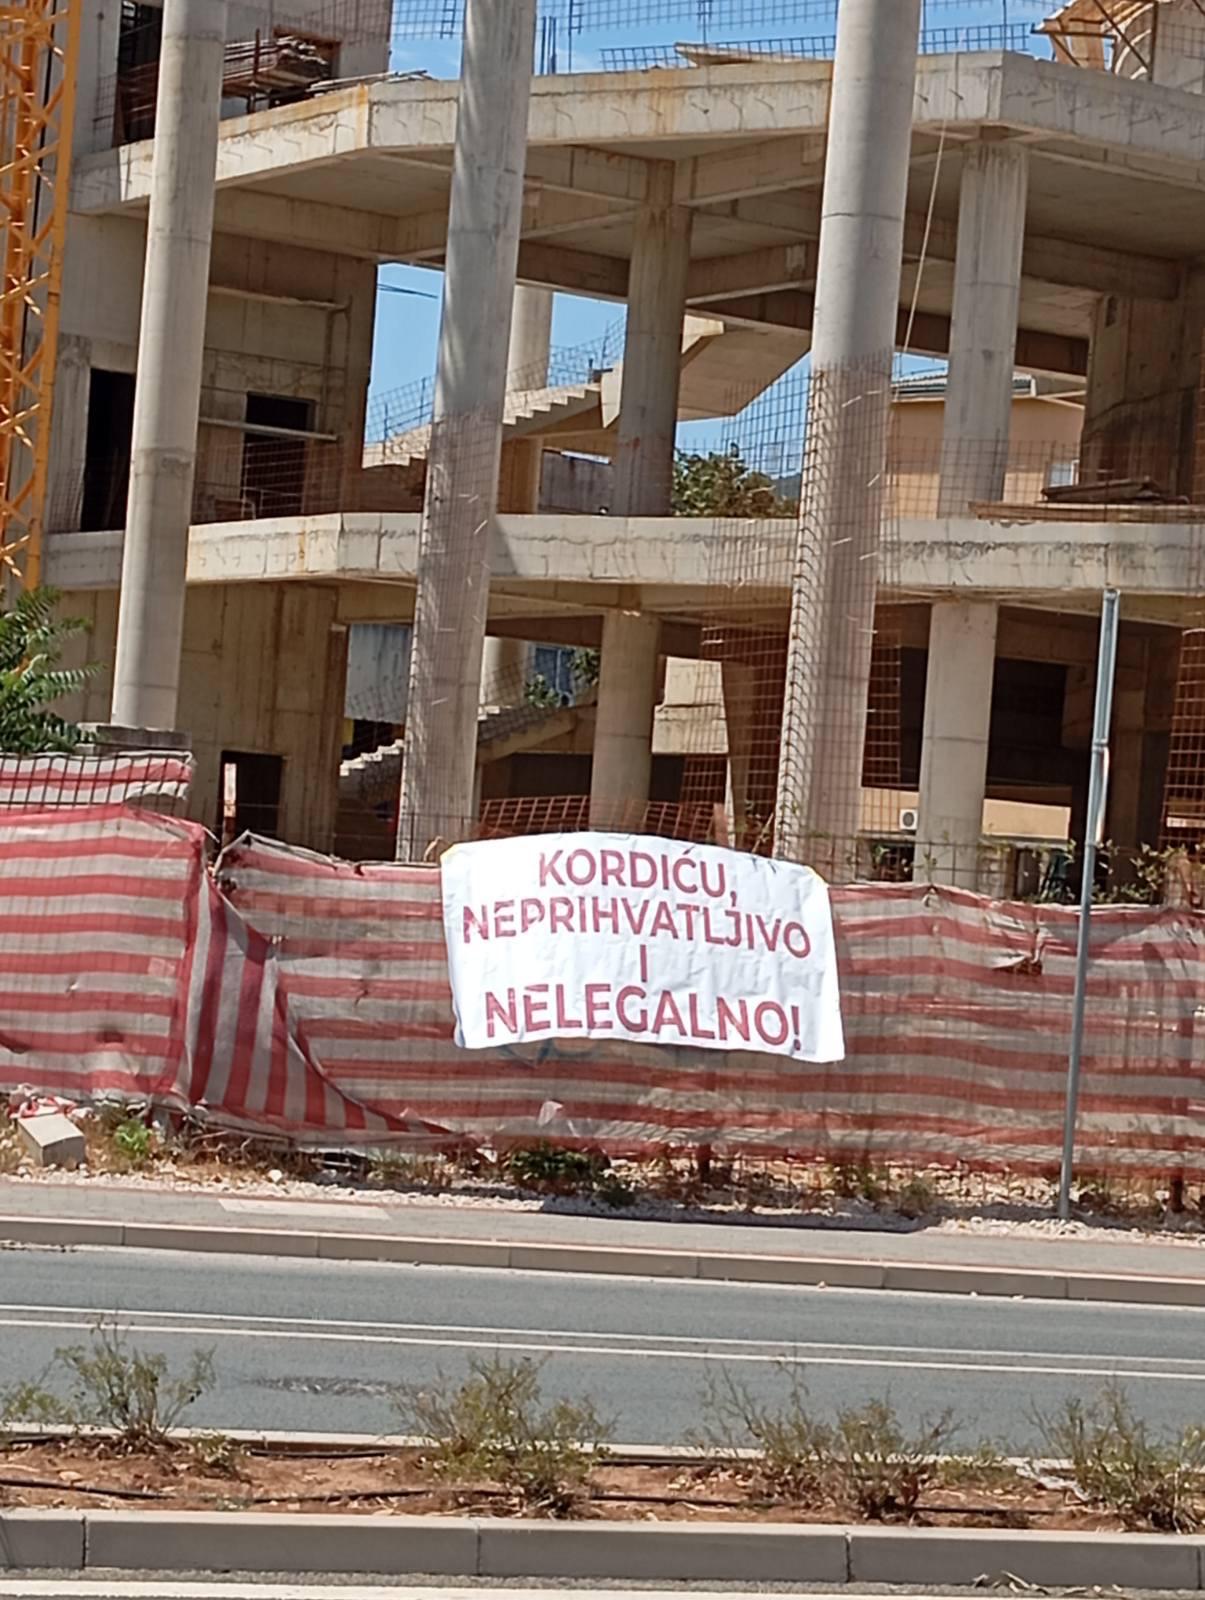 KORDIĆU,
NEPRIHVATLJIVO
I
NELEGALNO!